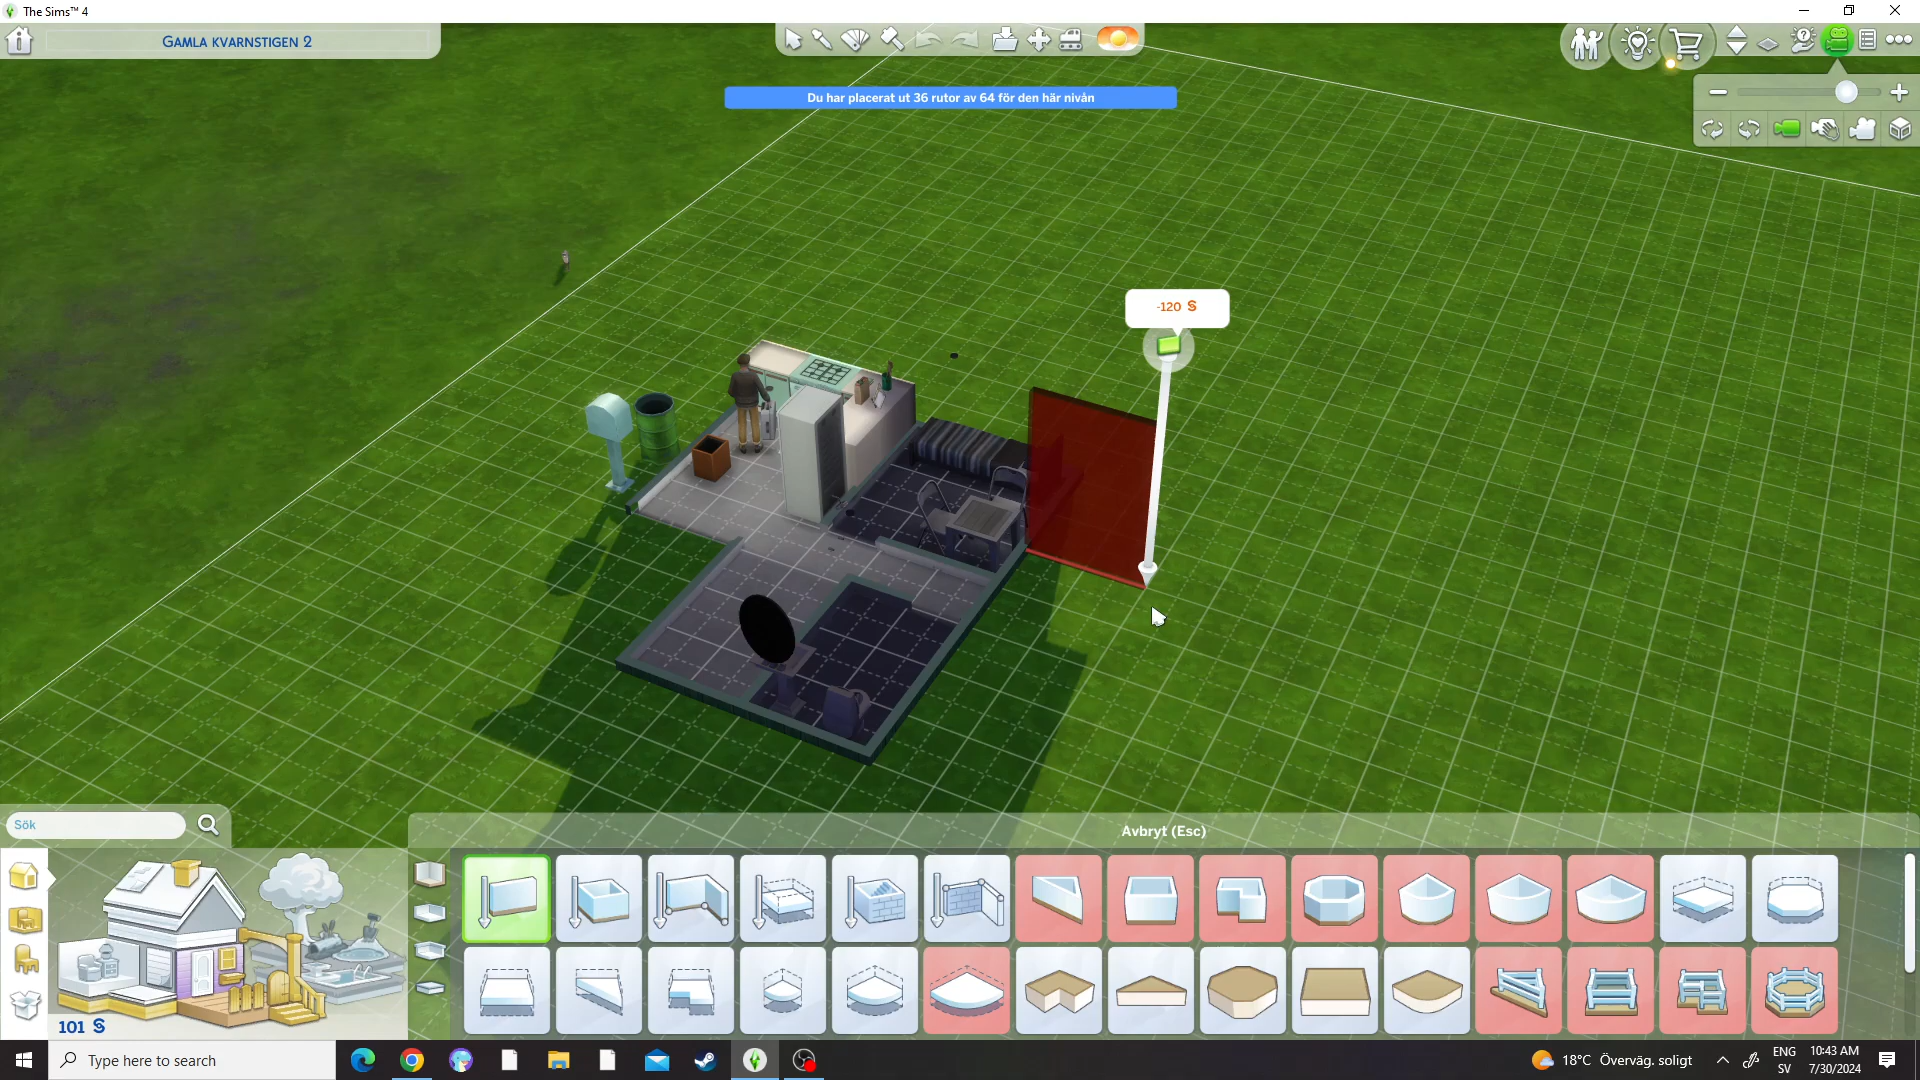 The Sims™ 4
Gamla kvarnstigen 2
Du har placerat ut 36 rutor av 64 för den här nivån
-120 §
Sök
Avbryt (Esc)
101 §
Type here to search
18°C Överväg. soligt
ENG
SV
10:43 AM
7/30/2024